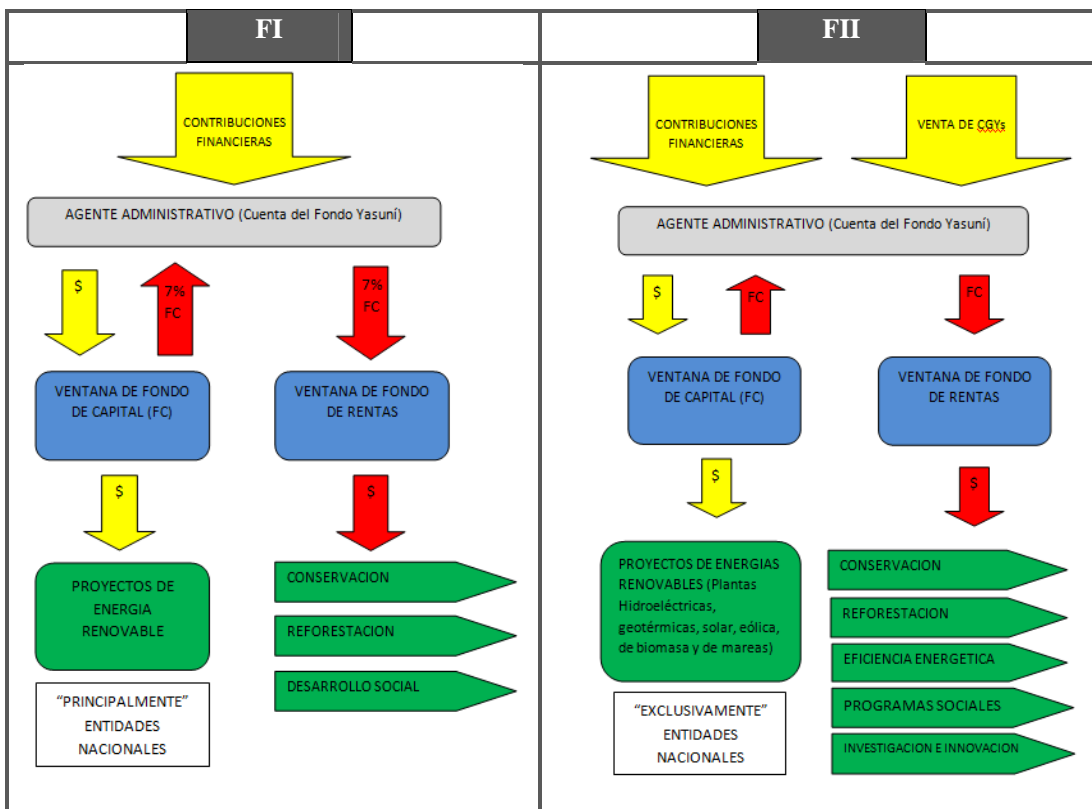 FI
CONTRIBUCIONES
FINANCIERAS
AGENTE ADMINISTRATIVO (Cuenta del Fondo Yasuní)
$
7%
FC
7%
FC
VENTANA DE FONDO
DE CAPITAL (FC)
VENTANA DE FONDO
DE RENTAS
$
$
PROYECTOS DE
ENERGIA
RENOVABLE
CONSERVACION
REFORESTACION
DESARROLLO SOCIAL
“PRINCIPALMENTE”
ENTIDADES
NACIONALES
FII
CONTRIBUCIONES
FINANCIERAS
VENTA DE CGYs
AGENTE ADMINISTRATIVO (Cuenta del Fondo Yasuní)
$
FC
FC
VENTANA DE FONDO
DE CAPITAL (FC)
VENTANA DE FONDO
DE RENTAS
$
$
PROYECTOS DE ENERGIAS
RENOVABLES (Plantas
Hidroeléctricas,
geotérmicas, solar, eólica,
de biomasa y de mareas)
CONSERVACION
REFORESTACION
EFICIENCIA ENERGETICA
PROGRAMAS SOCIALES
INVESTIGACION E INNOVACION
“EXCLUSIVAMENTE”
ENTIDADES
NACIONALES